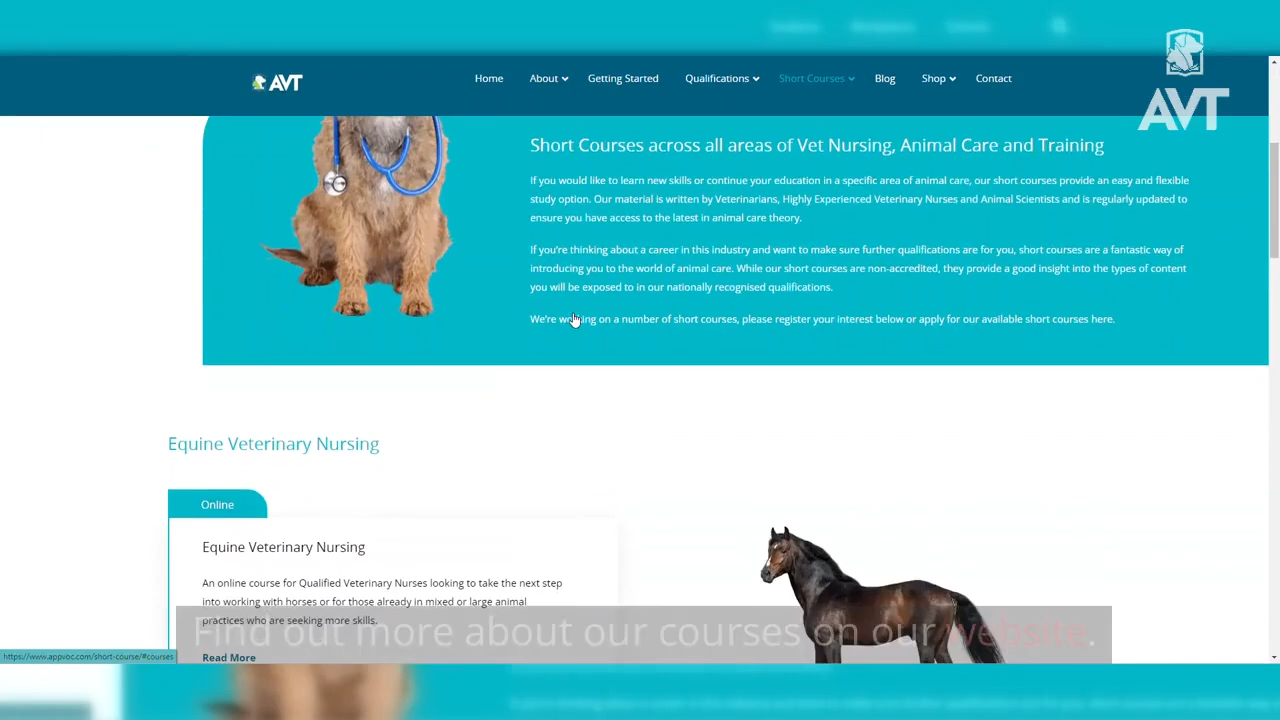 AVT
AVT
Home About Getting Started Qualifications Short Courses Blog Shop Contact
Short Courses across all areas of Vet Nursing, Animal Care and Training
If you would like to learn new skills or continue your education in a specific area of animal care, our short courses provide an easy and flexible
study option. Our material is written by Veterinarians, Highly Experienced Veterinary Nurses and Animal Scientists and is regularly updated to
ensure you have access to the latest in animal care theory.
If you're thinking about a career in this industry and want to make sure further qualifications are for you, short courses are a fantastic way of
introducing you to the world of animal care. While our short courses are non-accredited, they provide a good insight into the types of content
you will be exposed to in our nationally recognised qualifications.
We're working on a number of short courses, please register your interest below or apply for our available short courses here.
Equine Veterinary Nursing
Online
Equine Veterinary Nursing
An online course for Qualified Veterinary Nurses looking to take the next step
into working with horses or for those already in mixed or large animal
practices who are seeking more skills.
Find out more about our courses on our website.
Read More
https://www.appvoc.com/short-course/#courses